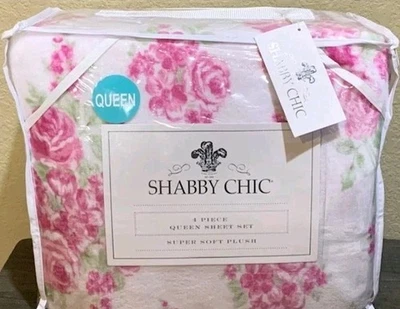 QUEEN
SHABBY CHIC
SHABBY CHIC®
4 PIECE
QUEEN SHEET SET
SUPER SOFT PLUSH